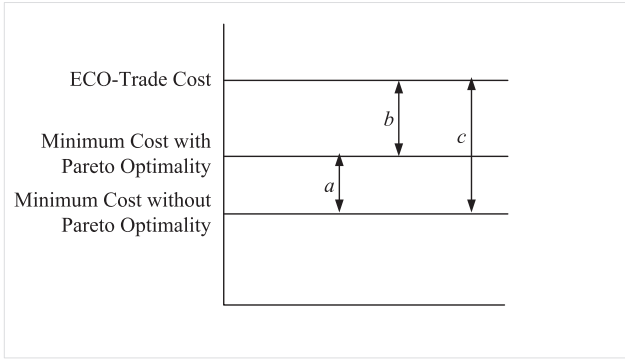 ECO-Trade Cost
b
c
Minimum Cost with
Pareto Optimality
a
Minimum Cost without
Pareto Optimality